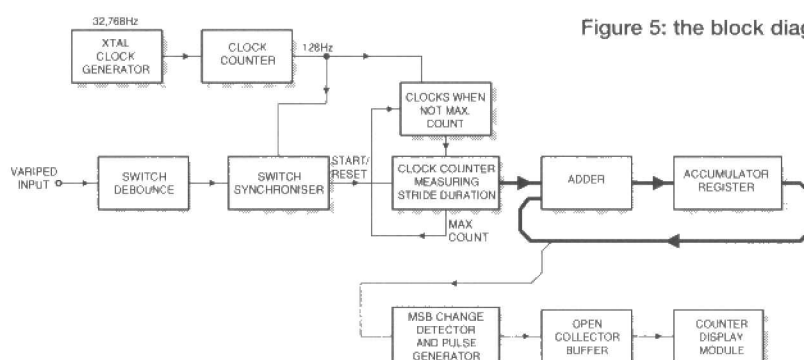 Figure 5: the block diag
32,768Hz
XTAL
CLOCK
GENERATOR
CLOCK
COUNTER
128Hz
CLOCKS WHEN
NOT MAX.
COUNT
VARIPED
INPUT
SWITCH
DEBOUNCE
SWITCH
SYNCHRONISER
START/
RESET
CLOCK COUNTER
MEASURING
STRIDE DURATION
ADDER
ACCUMULATOR
REGISTER
MAX
COUNT
MSB CHANGE
DETECTOR
AND PULSE
GENERATOR
OPEN
COLLECTOR
BUFFER
COUNTER
DISPLAY
MODULE